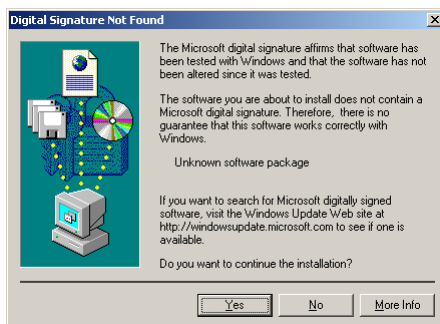 Digital Signature Not Found
The Microsoft digital signature affirms that software has
been tested with Windows and that the software has not
been altered since it was tested.
The software you are about to install does not contain a
Microsoft digital signature. Therefore, there is no
guarantee that this software works correctly with
Windows.
Unknown software package
If you want to search for Microsoft digitally signed
software, visit the Windows Update Web site at
http://windowsupdate.microsoft.com to see if one is
available.
Do you want to continue the installation?
Yes No More Info